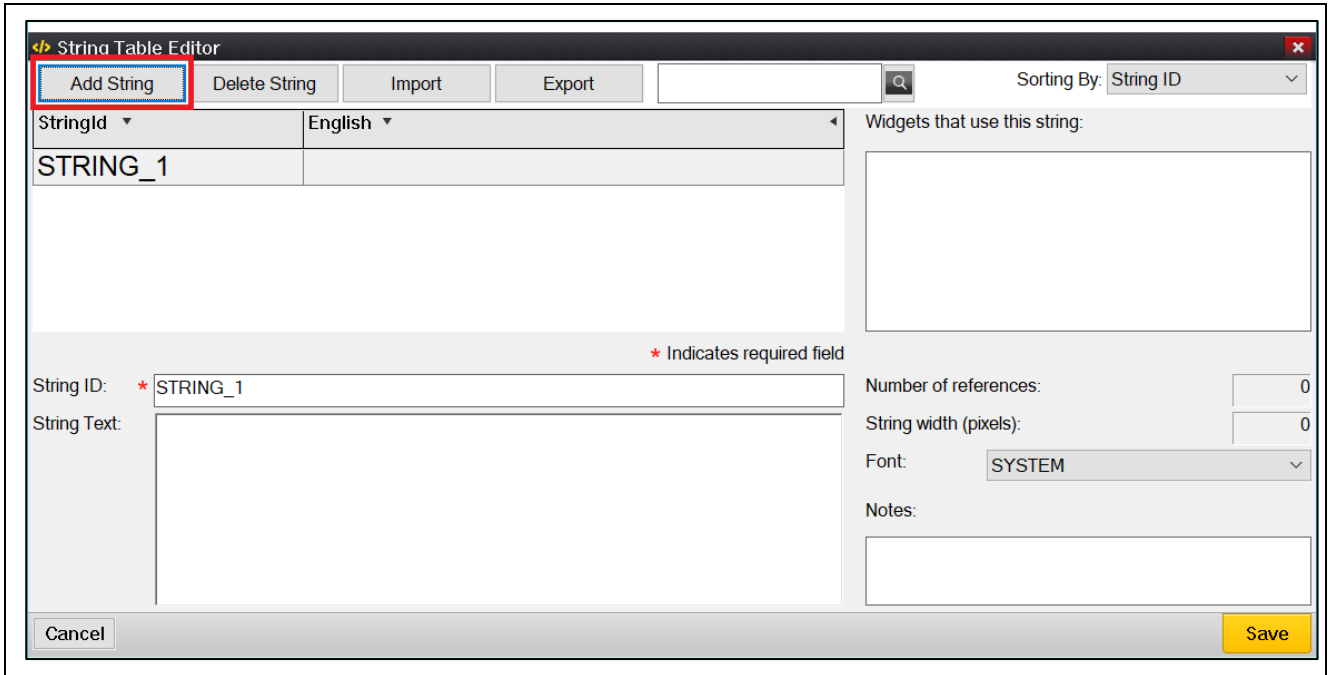 </> String Table Editor
Add String Delete String Import Export Sorting By: String ID
StringId English Widgets that use this string:
STRING_1
* Indicates required field
String ID: * STRING_1 Number of references: 0
String Text: String width (pixels): 0
Font: SYSTEM
Notes:
Cancel Save